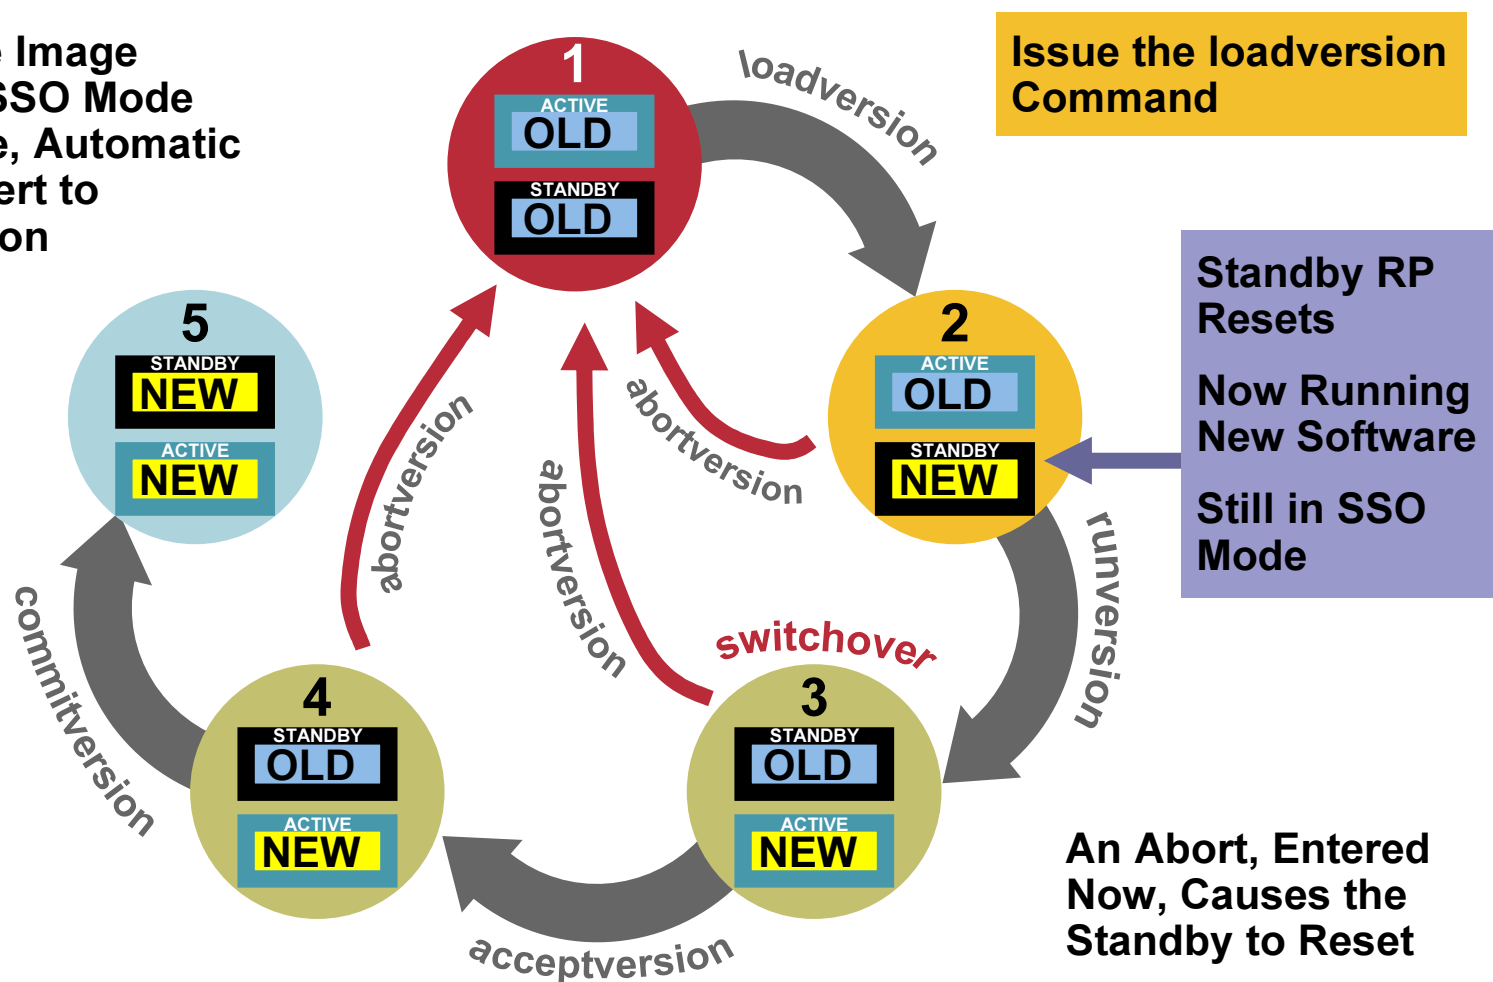 Image
SSO Mode
Automatic
to
1
ACTIVE
OLD
STANDBY
OLD
loadversion
Issue the loadversion
Command
Standby RP
Resets
Now Running
New Software
Still in SSO
Mode
2
ACTIVE
OLD
STANDBY
NEW
abortversion
abortversion
abortversion
5
STANDBY
NEW
ACTIVE
NEW
runversion
switchover
commitversion
4
STANDBY
OLD
ACTIVE
NEW
3
STANDBY
OLD
ACTIVE
NEW
acceptversion
An Abort, Entered
Now, Causes the
Standby to Reset